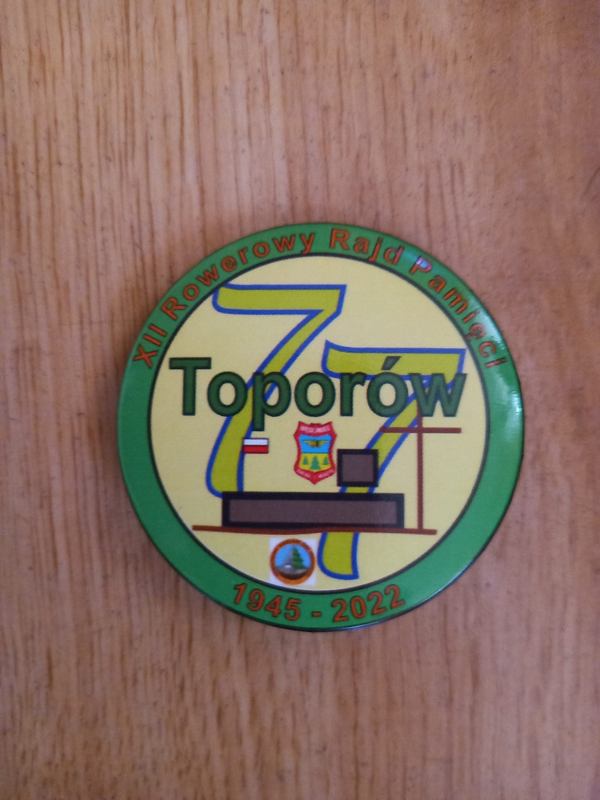 XII Rowerowy Rajd Pamięci
77
Toporów
1945 - 2022